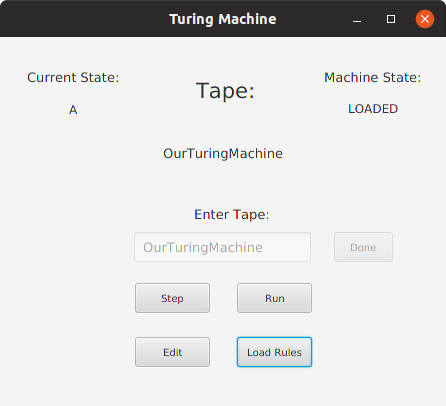 Turing Machine
Current State:
Tape:
Machine State:
A
LOADED
OurTuringMachine
Enter Tape:
OurTuringMachine
Done
Step
Run
Edit
Load Rules